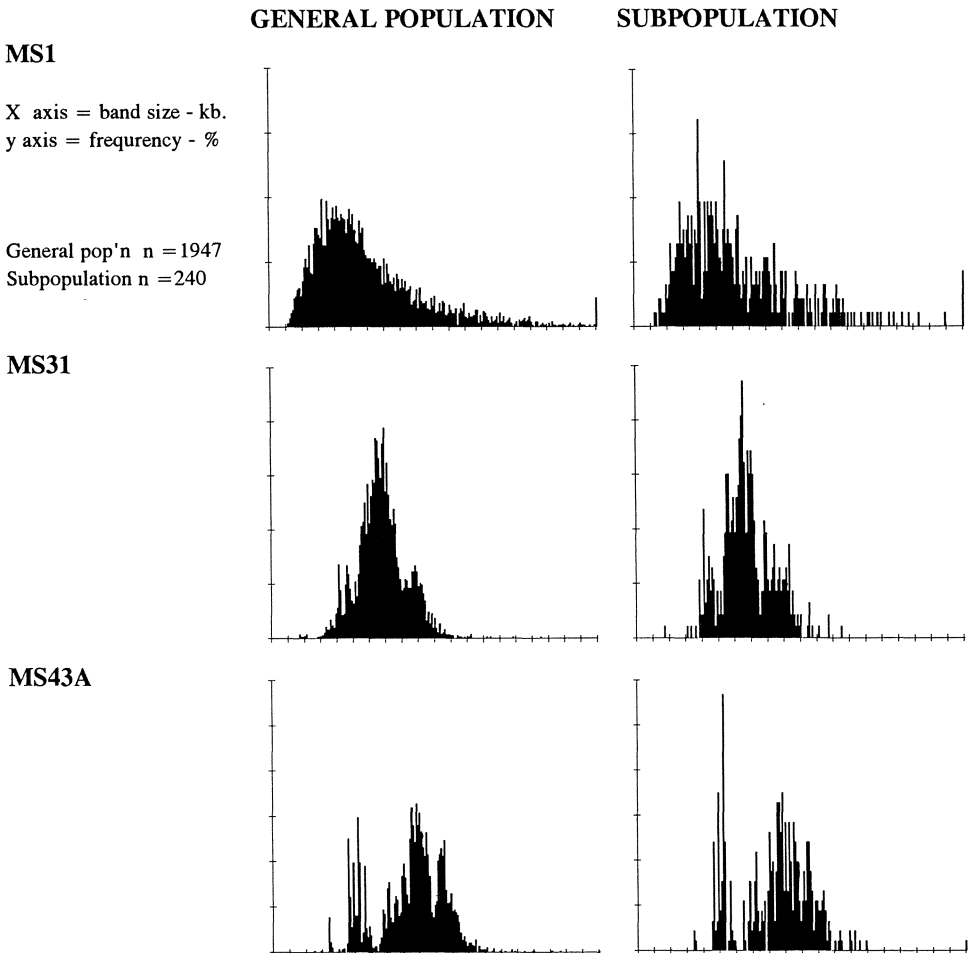 GENERAL POPULATION SUBPOPULATION
MS1
X axis = band size - kb.
y axis = frequrency - %
General pop'n n =1947
Subpopulation n =240
MS31
MS43A